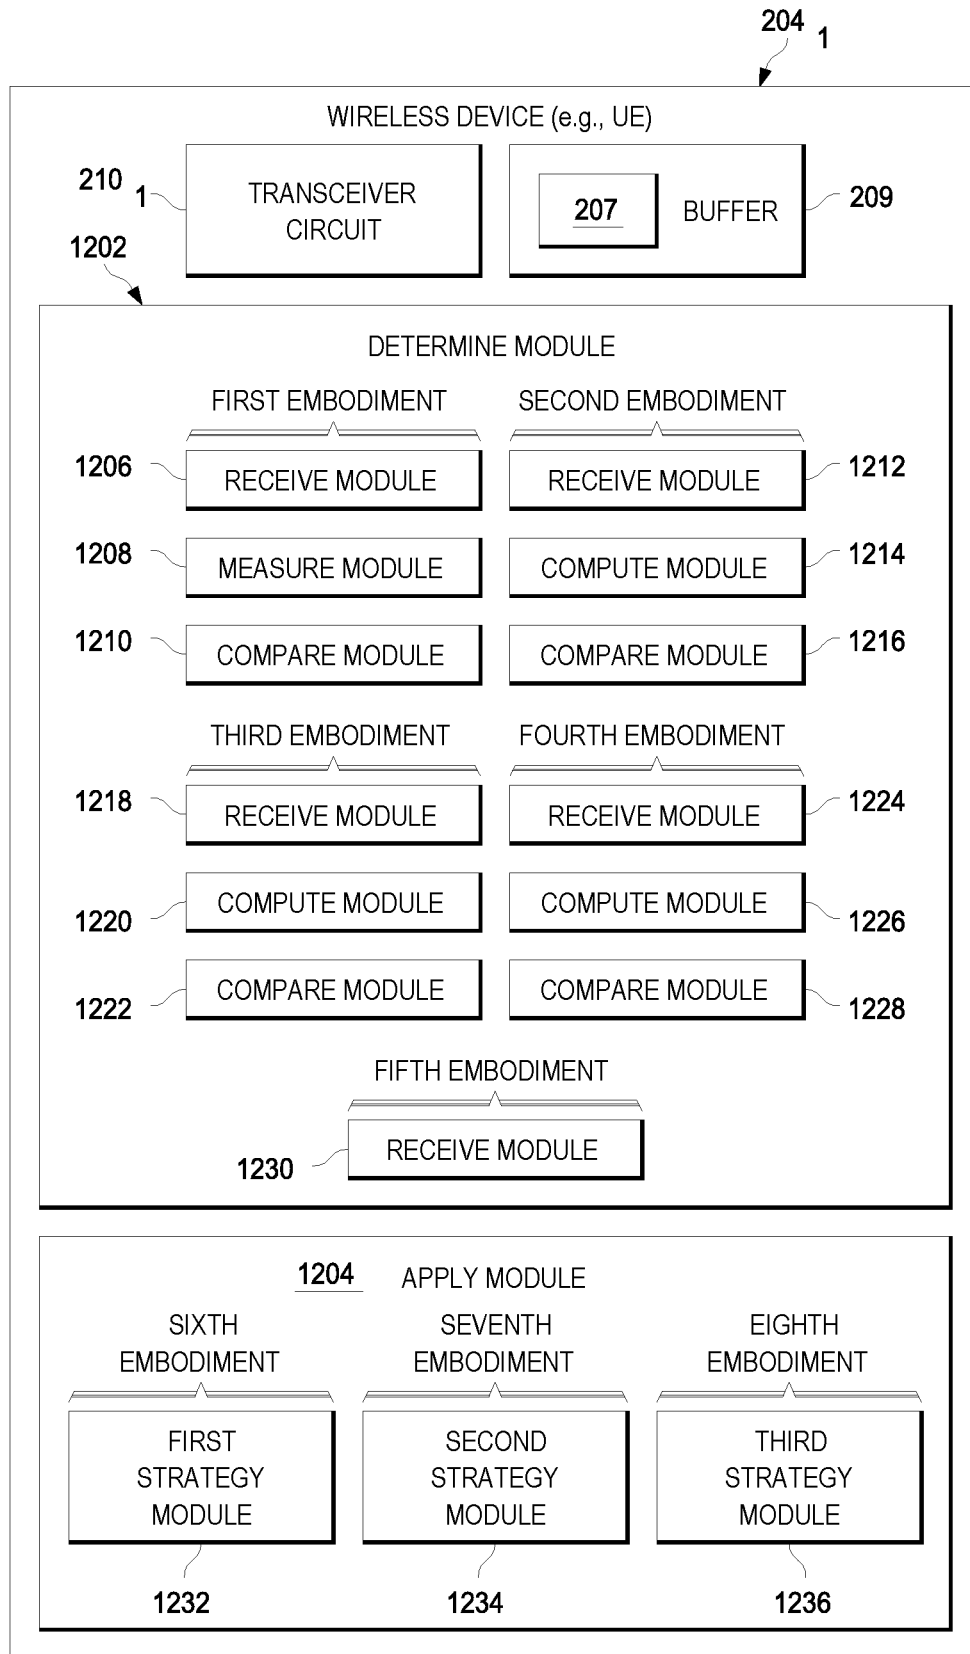 204 1
WIRELESS DEVICE (e.g., UE)
210 1
TRANSCEIVER
CIRCUIT
207
BUFFER
209
1202
DETERMINE MODULE
FIRST EMBODIMENT
SECOND EMBODIMENT
1206
RECEIVE MODULE
RECEIVE MODULE
1212
1208
MEASURE MODULE
COMPUTE MODULE
1214
1210
COMPARE MODULE
COMPARE MODULE
1216
THIRD EMBODIMENT
FOURTH EMBODIMENT
1218
RECEIVE MODULE
RECEIVE MODULE
1224
1220
COMPUTE MODULE
COMPUTE MODULE
1226
1222
COMPARE MODULE
COMPARE MODULE
1228
FIFTH EMBODIMENT
1230
RECEIVE MODULE
1204
APPLY MODULE
SIXTH
EMBODIMENT
SEVENTH
EMBODIMENT
EIGHTH
EMBODIMENT
FIRST
STRATEGY
MODULE
SECOND
STRATEGY
MODULE
THIRD
STRATEGY
MODULE
1232
1234
1236